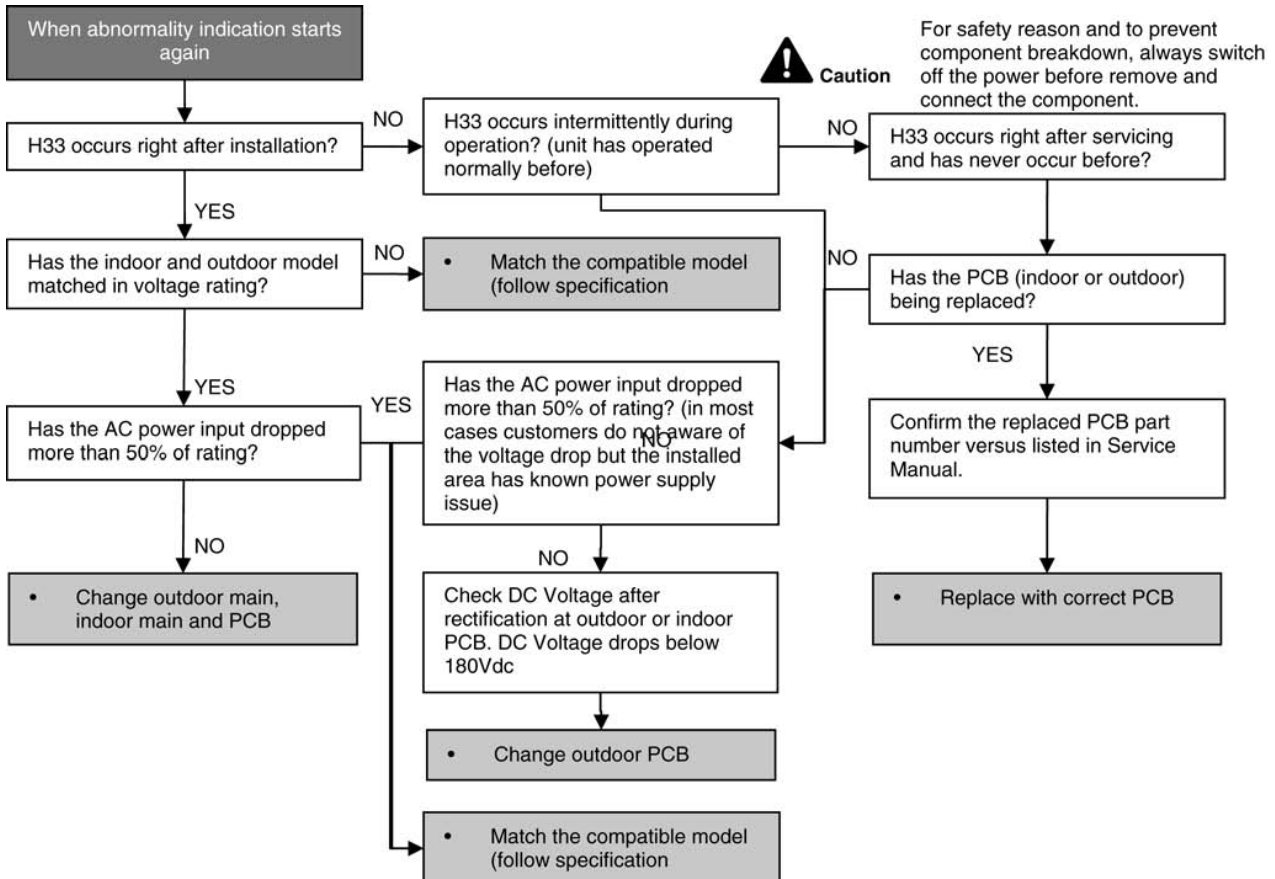 When abnormality indication starts
again
Caution
For safety reason and to prevent
component breakdown, always switch
off the power before remove and
connect the component.
H33 occurs right after installation?
NO
H33 occurs intermittently during
operation? (unit has operated
normally before)
NO
H33 occurs right after servicing
and has never occur before?
YES
Has the indoor and outdoor model
matched in voltage rating?
NO
• Match the compatible model
(follow specification
NO
Has the PCB (indoor or outdoor)
being replaced?
YES
YES
Has the AC power input dropped
more than 50% of rating?
YES
Has the AC power input dropped
more than 50% of rating? (in most
cases customers do not aware of
NO
the voltage drop but the installed
area has known power supply
issue)
Confirm the replaced PCB part
number versus listed in Service
Manual.
NO
• Change outdoor main,
indoor main and PCB
NO
Check DC Voltage after
rectification at outdoor or indoor
PCB. DC Voltage drops below
180Vdc
• Replace with correct PCB
• Change outdoor PCB
• Match the compatible model
(follow specification